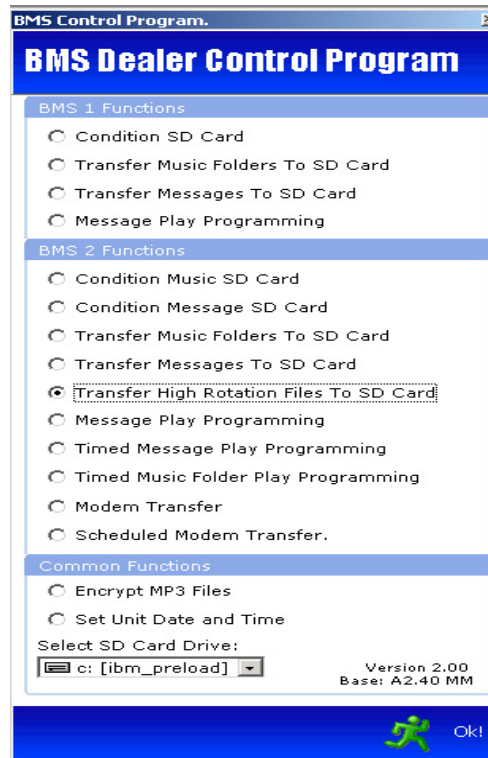 BMS Control Program.
BMS Dealer Control Program
BMS 1 Functions
Condition SD Card
Transfer Music Folders To SD Card
Transfer Messages To SD Card
Message Play Programming
BMS 2 Functions
Condition Music SD Card
Condition Message SD Card
Transfer Music Folders To SD Card
Transfer Messages To SD Card
Transfer High Rotation Files To SD Card
Message Play Programming
Timed Message Play Programming
Timed Music Folder Play Programming
Modem Transfer
Scheduled Modem Transfer.
Common Functions
Encrypt MP3 Files
Set Unit Date and Time
Select SD Card Drive:
c: [ibm_preload]
Version 2.00
Base: A2.40 MM
Ok!